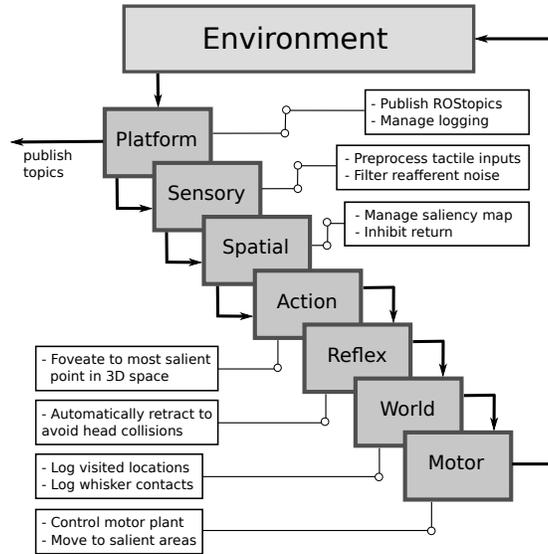 Environment
Platform
- Publish ROStopics
- Manage logging
publish
topics
Sensory
- Preprocess tactile inputs
- Filter reafferent noise
Spatial
- Manage saliency map
- Inhibit return
Action
- Foveate to most salient
point in 3D space
Reflex
- Automatically retract to
avoid head collisions
World
- Log visited locations
- Log whisker contacts
Motor
- Control motor plant
- Move to salient areas